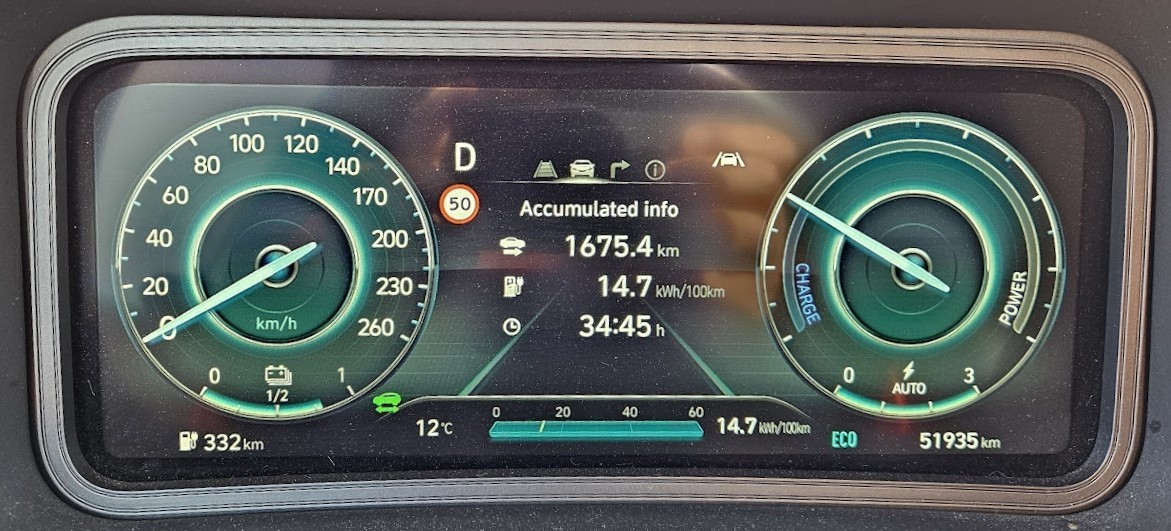 0
20
40
60
80
100
120
140
170
200
230
260
km/h
0
1
1/2
332 km
D
50
Accumulated info
1675.4 km
14.7 kWh/100km
34:45 h
12°C
0 20 40 60
14.7 kWh/100km
CHARGE
POWER
0
3
AUTO
ECO
51935 km